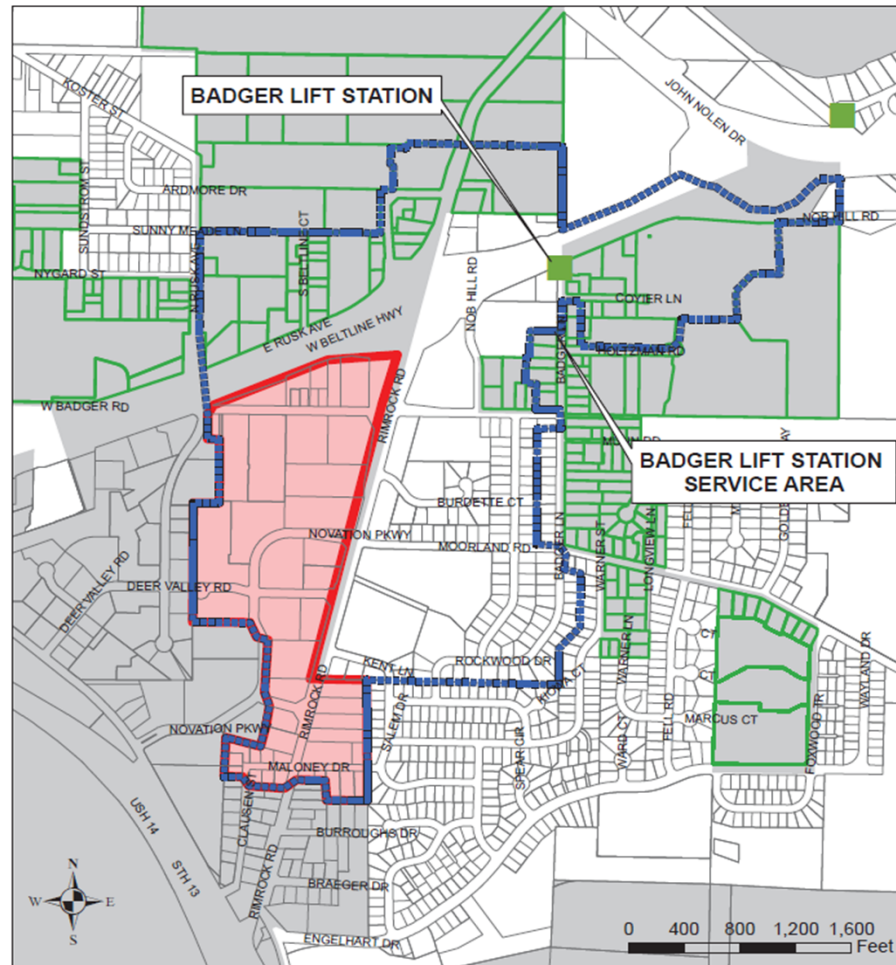 KOSTER ST
BADGER LIFT STATION
JOHN NOLEN DR
SUNDSTROM ST
ARDMORE DR
SUNNY MEADE LN
NOB HILL RD
N RUSK AVE
S BELTLINE CT
NYGARD ST
NOB HILL RD
COYIER LN
E RUSK AVE
W BELTLINE HWY
BADGER LN
HOLTZMAN RD
W BADGER RD
RIMROCK RD
BADGER LIFT STATION
SERVICE AREA
BURDETTE CT
NOVATION PKWY
MOORLAND RD
BADGER LN
WARNER ST
LONGVIEW LN
DEER VALLEY RD
DEER VALLEY RD
KENT LN
ROCKWOOD DR
KIOWA CT
WARNER LN
CT
CT
WAYLAND DR
RIMROCK RD
SALEM DR
NOVATION PKWY
MARCUS CT
FELL RD
WARD CT
FOXWOOD TR
SPEAR CIR
MALONEY DR
CLAUSEN ST
USH 14
BURROUGHS DR
STH 13
RIMROCK RD
BRAEGER DR
ENGELHART DR
N
W E
S
0 400 800 1,200 1,600
Feet